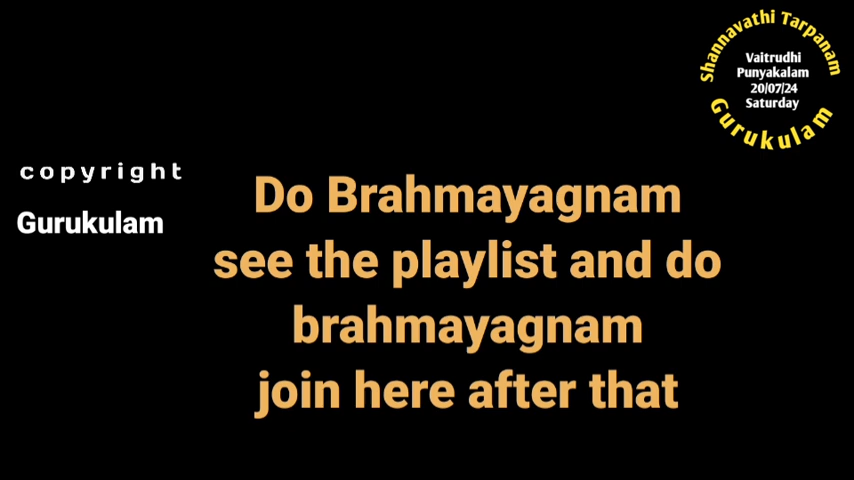 Shannavathi Tarpanam
Vaitrudhi
Punyakalam
20/07/24
Saturday
Gurukulam
copyright
Gurukulam
Do Brahmayagnam
see the playlist and do
brahmayagnam
join here after that